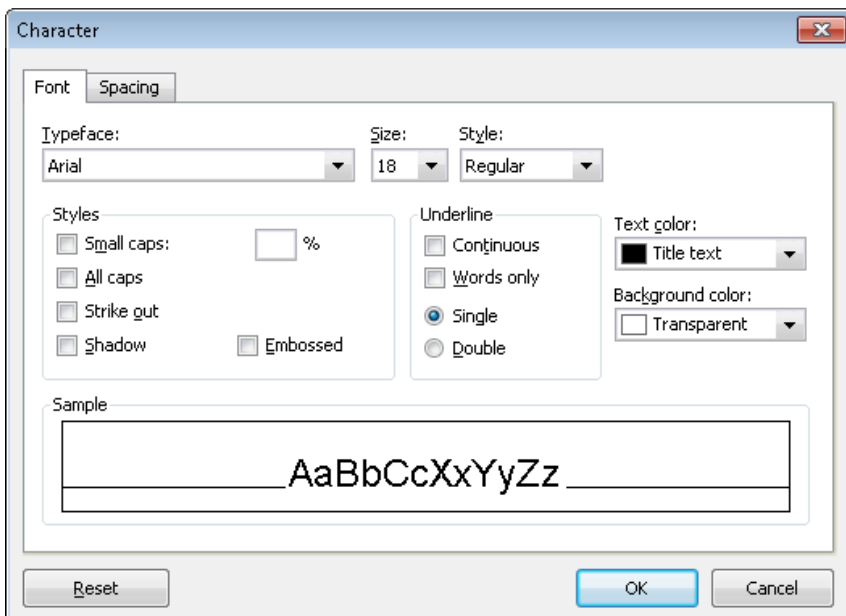 Character
Font Spacing
Typeface: Size: Style:
Arial 18 Regular
Styles Underline
Small caps: % Continuous Text color:
All caps Words only Title text
Strike out Single Background color:
Shadow Embossed Double Transparent
Sample
AaBbCcXxYyZz
Reset OK Cancel